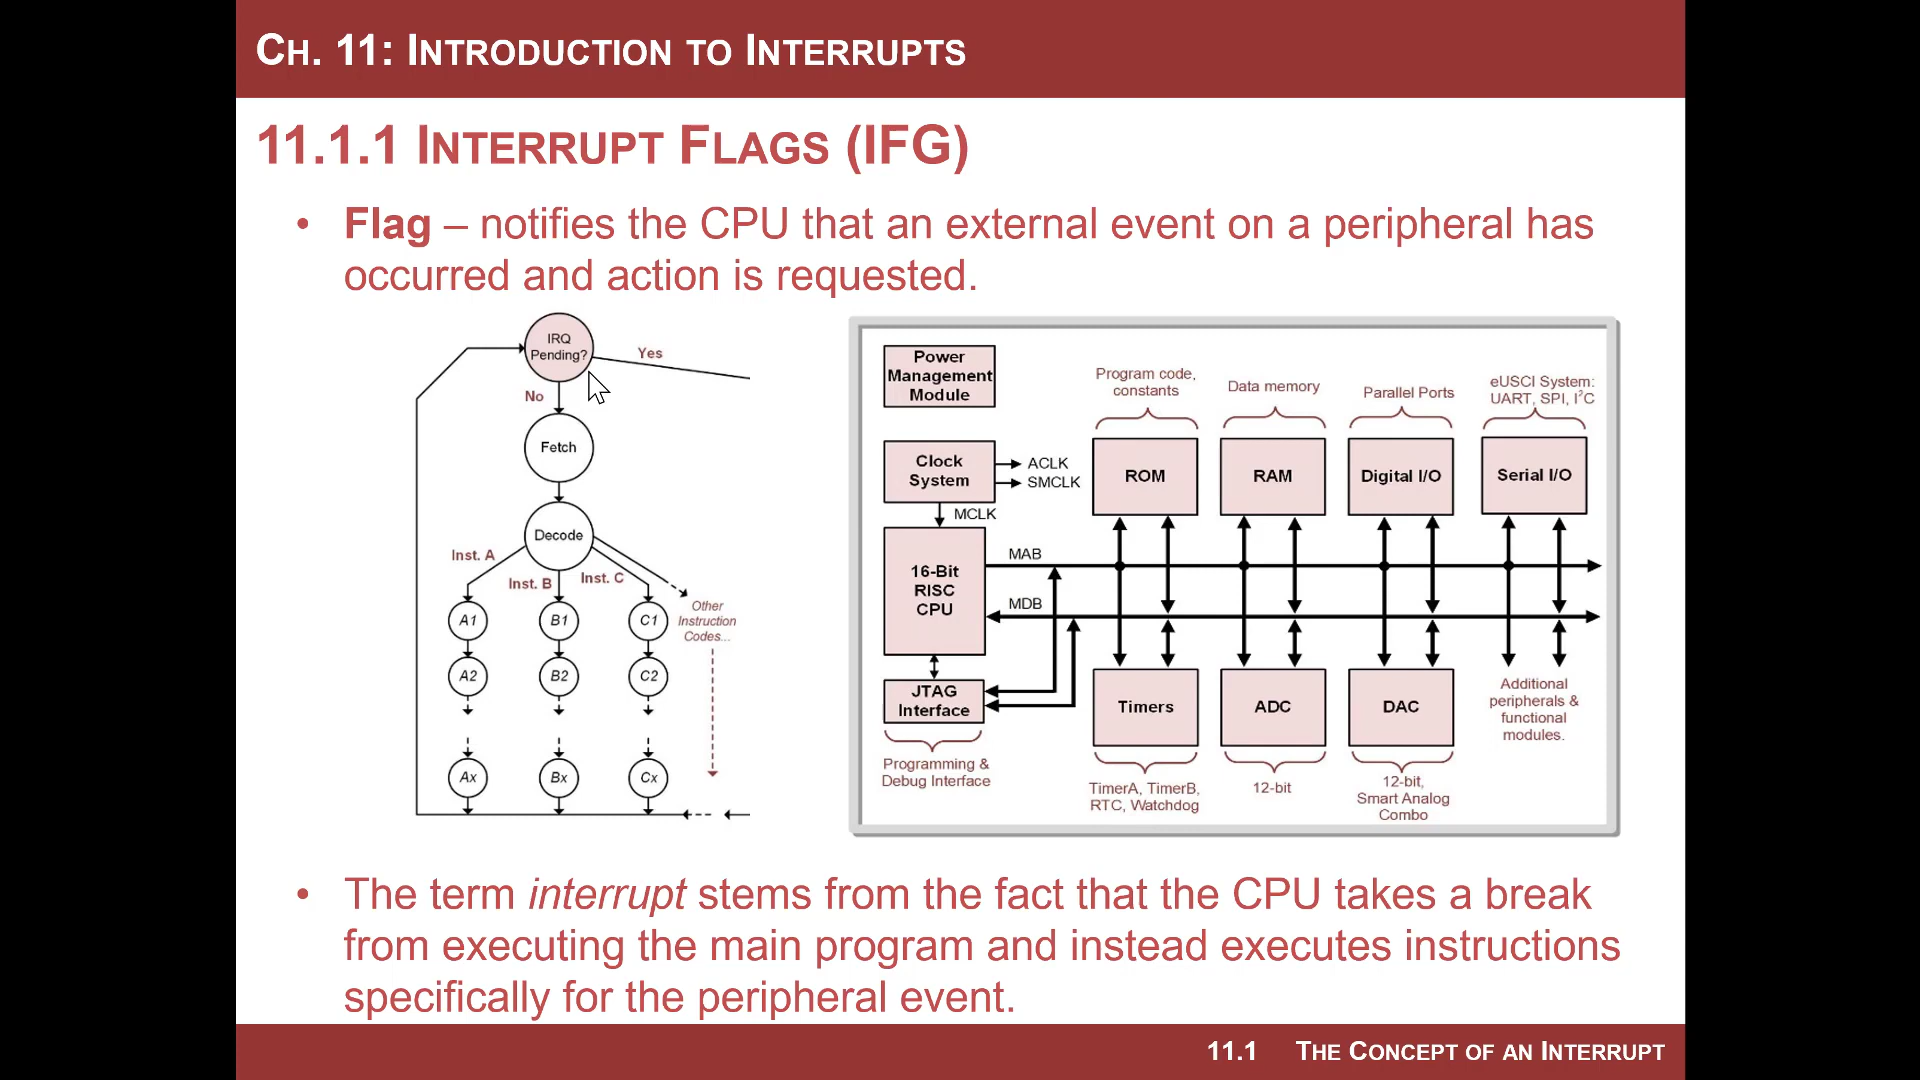 CH. 11: INTRODUCTION TO INTERRUPTS
11.1.1 INTERRUPT FLAGS (IFG)
• Flag – notifies the CPU that an external event on a peripheral has
occurred and action is requested.
IRQ
Pending?
Yes
No
Fetch
Decode
Inst. A
Inst. B
Inst. C
Other
Instruction
Codes...
A1
B1
C1
A2
B2
C2
Ax
Bx
Cx
Power
Management
Module
Clock
System
ACLK
SMCLK
MCLK
16-Bit
RISC
CPU
MAB
MDB
JTAG
Interface
Programming &
Debug Interface
Program code,
constants
ROM
Data memory
RAM
Parallel Ports
Digital I/O
eUSCI System:
UART, SPI, I²C
Serial I/O
Timers
TimerA, TimerB,
RTC, Watchdog
ADC
12-bit
DAC
12-bit,
Smart Analog
Combo
Additional
peripherals &
functional
modules.
• The term interrupt stems from the fact that the CPU takes a break
from executing the main program and instead executes instructions
specifically for the peripheral event.
11.1 THE CONCEPT OF AN INTERRUPT